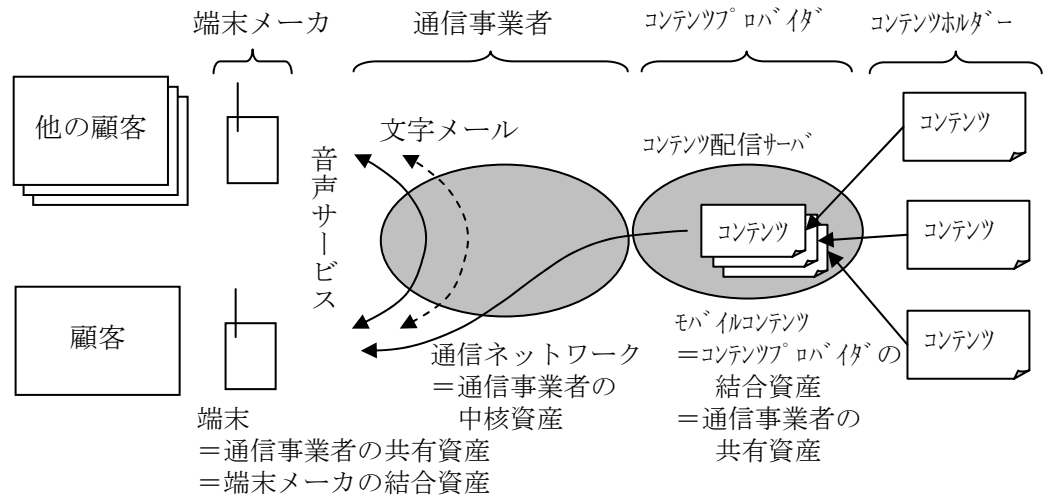 端末メーカ
通信事業者
コンテンツプロバイダ
コンテンツホルダー
他の顧客
文字メール
音声サービス
コンテンツ配信サーバ
コンテンツ
コンテンツ
コンテンツ
コンテンツ
顧客
通信ネットワーク
＝通信事業者の
中核資産
モバイルコンテンツ
＝コンテンツプロバイダの
結合資産
＝通信事業者の
共有資産
端末
＝通信事業者の共有資産
＝端末メーカの結合資産